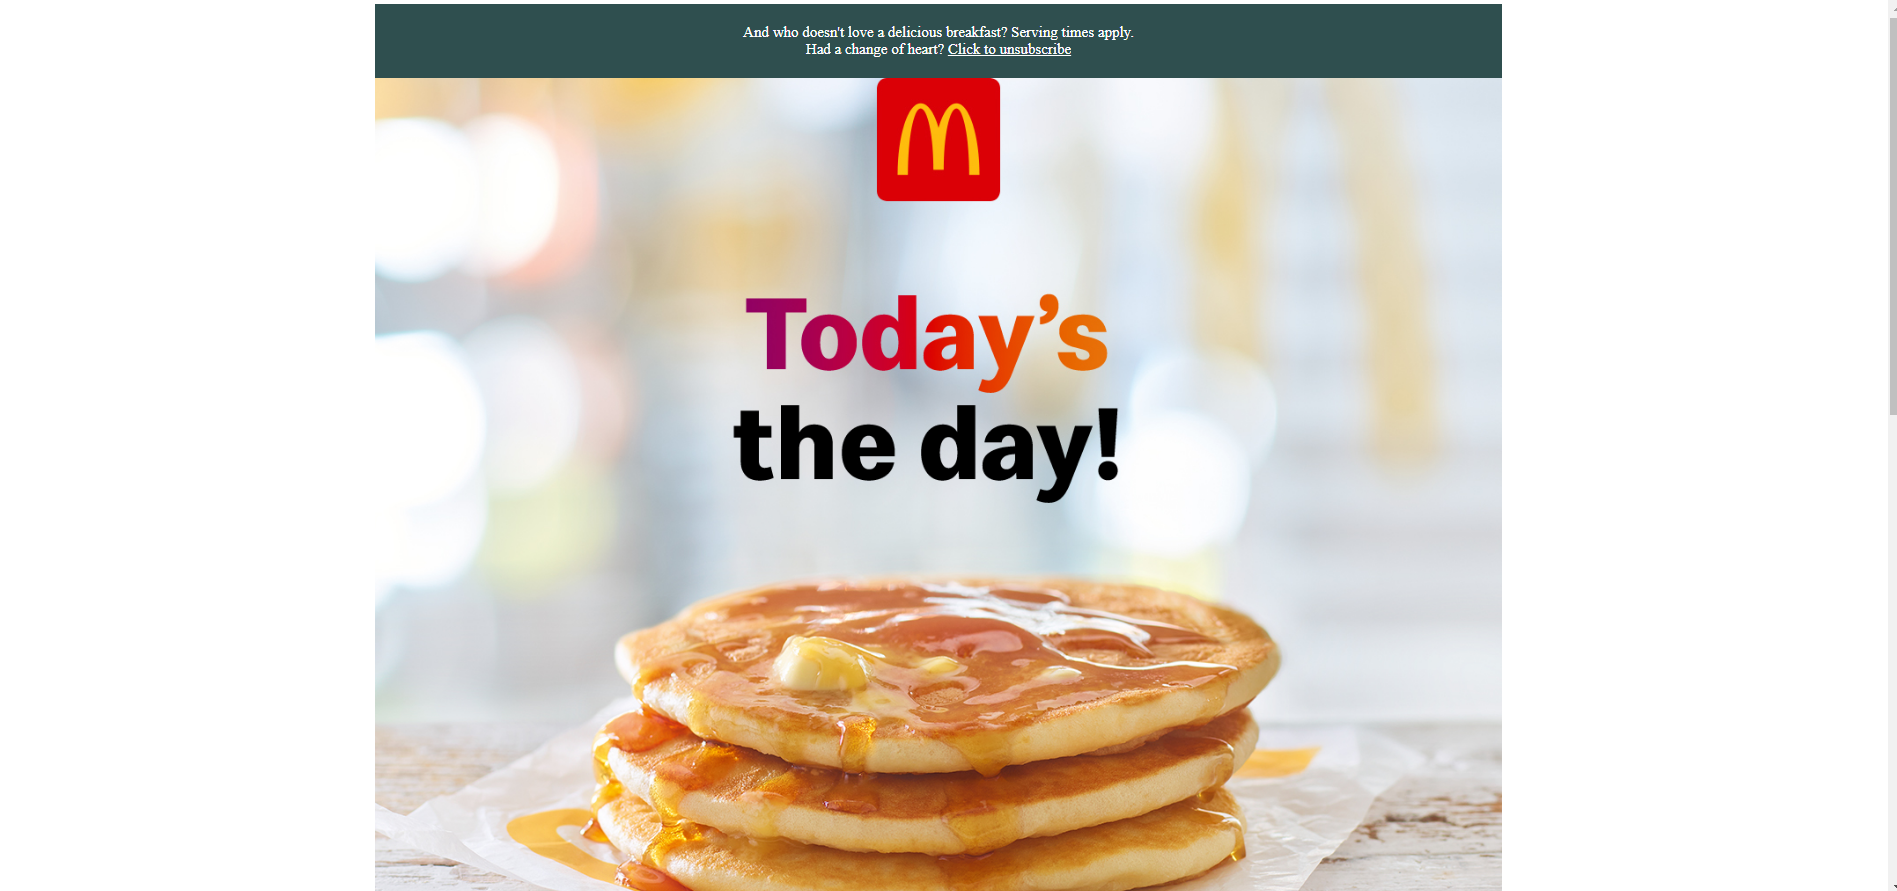 And who doesn't love a delicious breakfast? Serving times apply.
Had a change of heart? Click to unsubscribe
Today’s
the day!